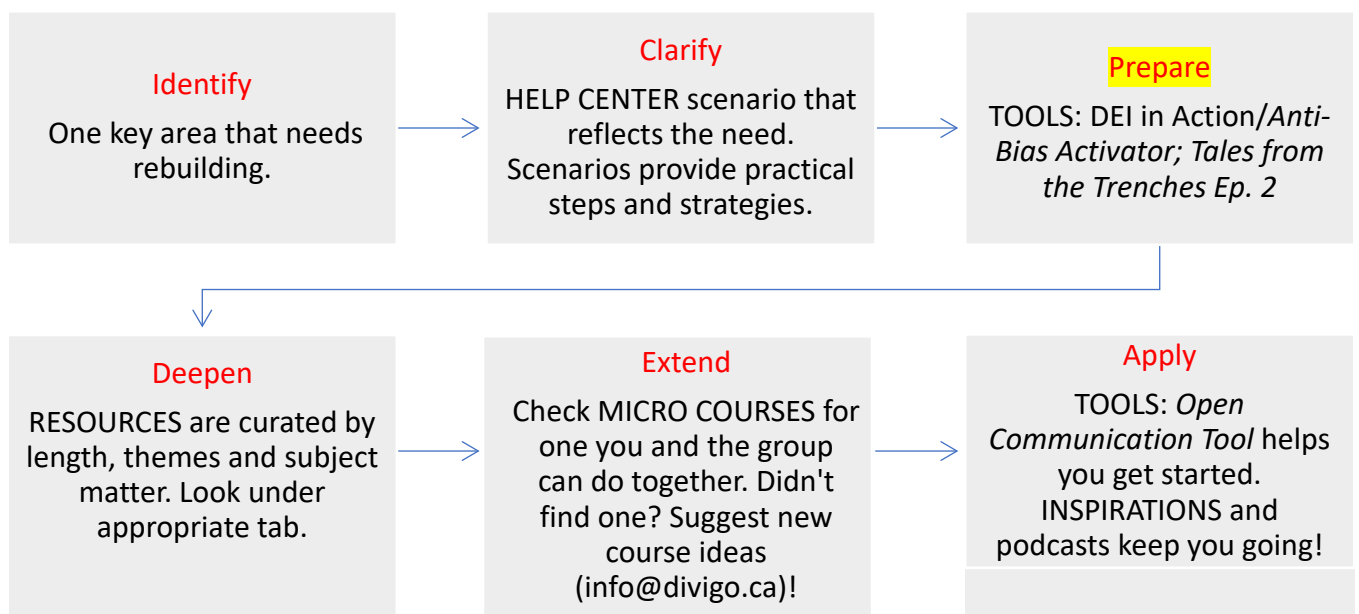 Identify
One key area that needs
rebuilding.
Clarify
HELP CENTER scenario that
reflects the need.
Scenarios provide practical
steps and strategies.
Prepare
TOOLS: DEI in Action/Anti-
Bias Activator; Tales from
the Trenches Ep. 2
Deepen
RESOURCES are curated by
length, themes and subject
matter. Look under
appropriate tab.
Extend
Check MICRO COURSES for
one you and the group
can do together. Didn't
find one? Suggest new
course ideas
(info@divigo.ca)!
Apply
TOOLS: Open
Communication Tool helps
you get started.
INSPIRATIONS and
podcasts keep you going!